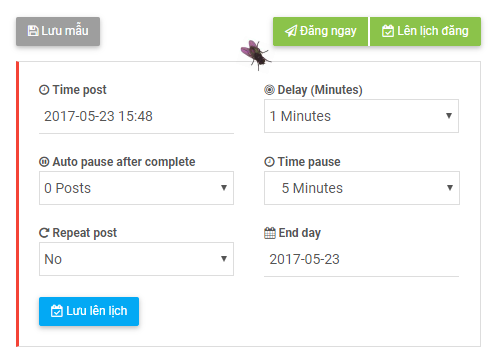 Lưu mẫu
Đăng ngay
Lên lịch đăng
Time post
Delay (Minutes)
2017-05-23 15:48
1 Minutes
Auto pause after complete
Time pause
0 Posts
5 Minutes
Repeat post
End day
No
2017-05-23
Lưu lên lịch